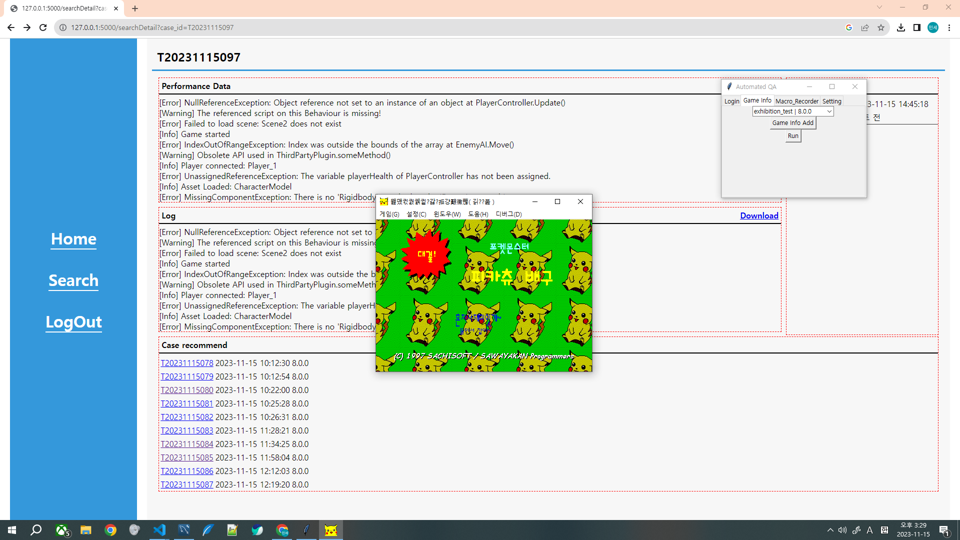 127.0.0.1:5000/searchDetail?case
127.0.0.1:5000/searchDetail?case_id=T20231115097
Home
Search
LogOut
T20231115097
Performance Data
[Error] NullReferenceException: Object reference not set to an instance of an object at PlayerController.Update()
[Warning] The referenced script on this Behaviour is missing!
[Error] Failed to load scene: Scene2 does not exist
[Info] Game started
[Error] IndexOutOfRangeException: Index was outside the bounds of the array at EnemyAI.Move()
[Warning] Obsolete API used in ThirdPartyPlugin.someMethod()
[Info] Player connected: Player_1
[Error] UnassignedReferenceException: The variable playerHealth of PlayerController has not been assigned.
[Info] Asset Loaded: CharacterModel
[Error] MissingComponentException: There is no 'Rigidbody
Log
Download
[Error] NullReferenceException: Object reference not set to
[Warning] The referenced script on this Behaviour is missing
[Error] Failed to load scene: Scene2 does not exist
[Info] Game started
[Error] IndexOutOfRangeException: Index was outside the bo
[Warning] Obsolete API used in ThirdPartyPlugin.someMetho
[Info] Player connected: Player_1
[Error] UnassignedReferenceException: The variable playerH
[Info] Asset Loaded: CharacterModel
[Error] MissingComponentException: There is no 'Rigidbody
Case recommend
T20231115078 2023-11-15 10:12:30 8.0.0
T20231115079 2023-11-15 10:12:54 8.0.0
T20231115080 2023-11-15 10:22:00 8.0.0
T20231115081 2023-11-15 10:25:28 8.0.0
T20231115082 2023-11-15 10:26:31 8.0.0
T20231115083 2023-11-15 11:28:21 8.0.0
T20231115084 2023-11-15 11:34:25 8.0.0
T20231115085 2023-11-15 11:58:04 8.0.0
T20231115086 2023-11-15 12:12:03 8.0.0
T20231115087 2023-11-15 12:19:20 8.0.0
Automated QA
Login Game Info Macro_Recorder Setting
exhibition_test | 8.0.0
Game Info Add
Run
3-11-15 14:45:18
전
게임(G) 설정(C) 윈도우(W) 도움(H) 디버그(D)
대결!
포켓몬스터
피카츄 배구
(C) 1997 SACHISOFT / SAWAYAKAN Programmers
오후 3:29
2023-11-15